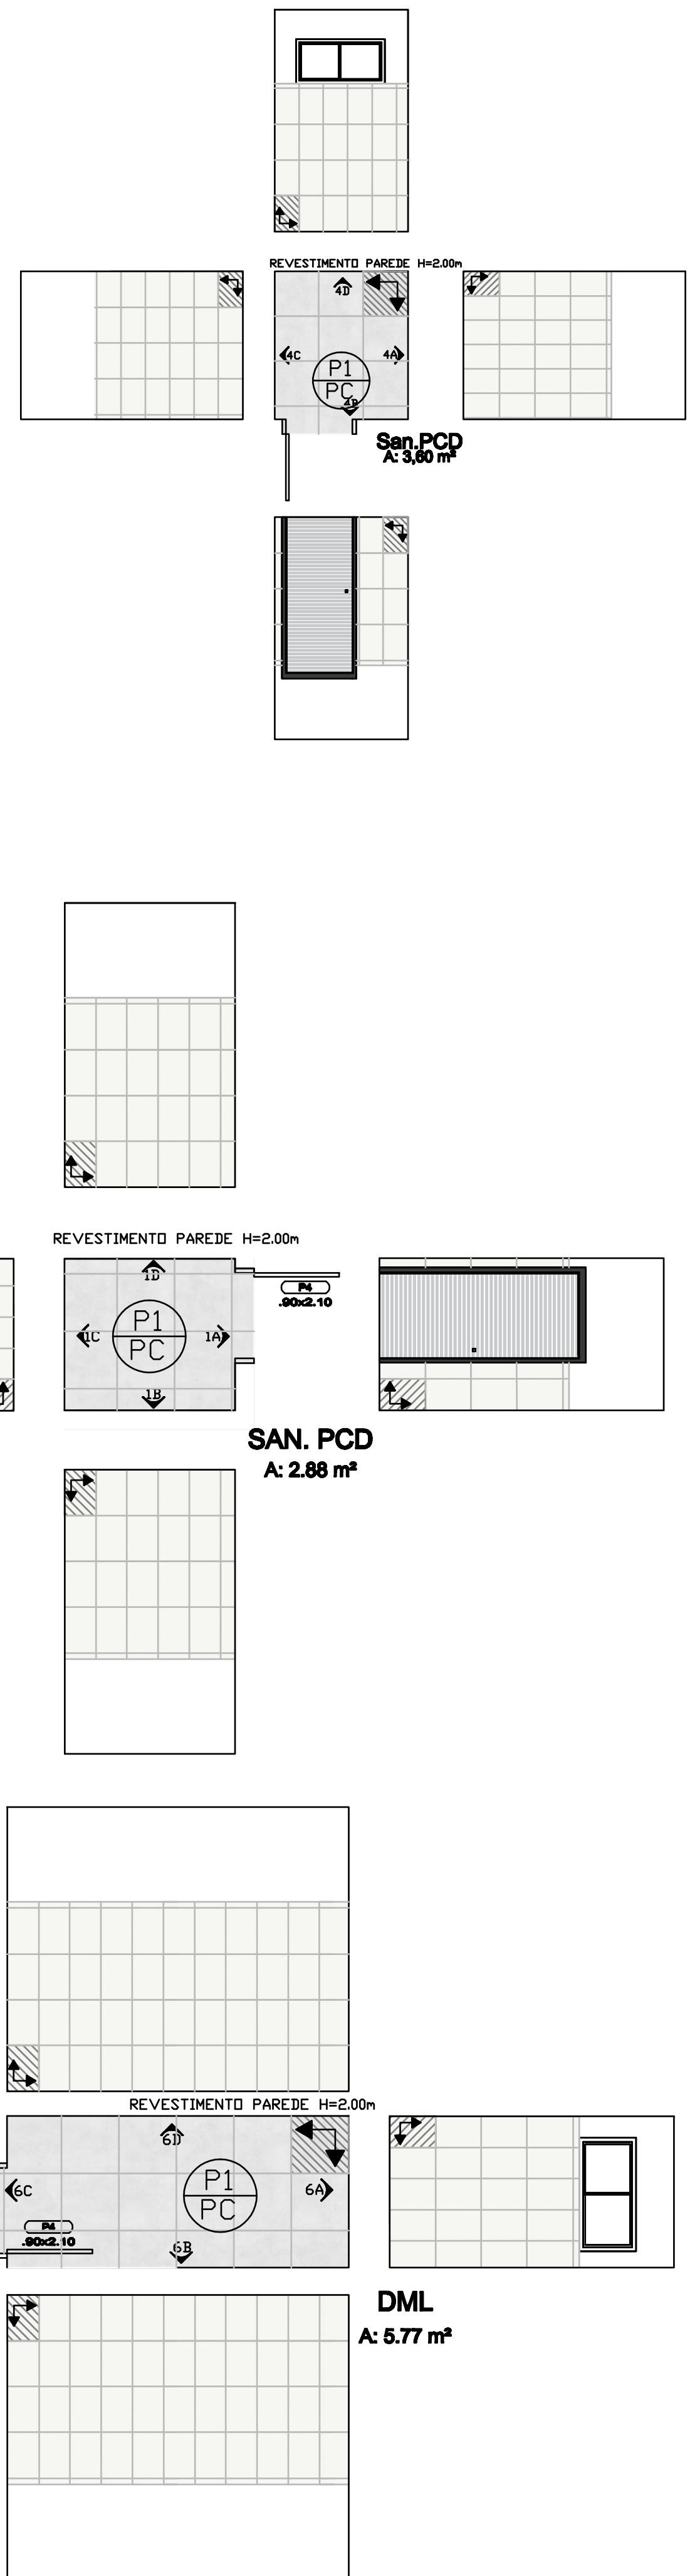 REVESTIMENTO PAREDE H=2.00m
4D
4C
4A
P1
PC
4B
San.PCD
A: 3,60 m²
REVESTIMENTO PAREDE H=2.00m
1D
P4
.90x2.10
P1
1C
1A
PC
1B
SAN. PCD
A: 2.88 m²
REVESTIMENTO PAREDE H=2.00m
6D
P1
6C
6A
PC
P4
.90x2.10
6B
DML
A: 5.77 m²